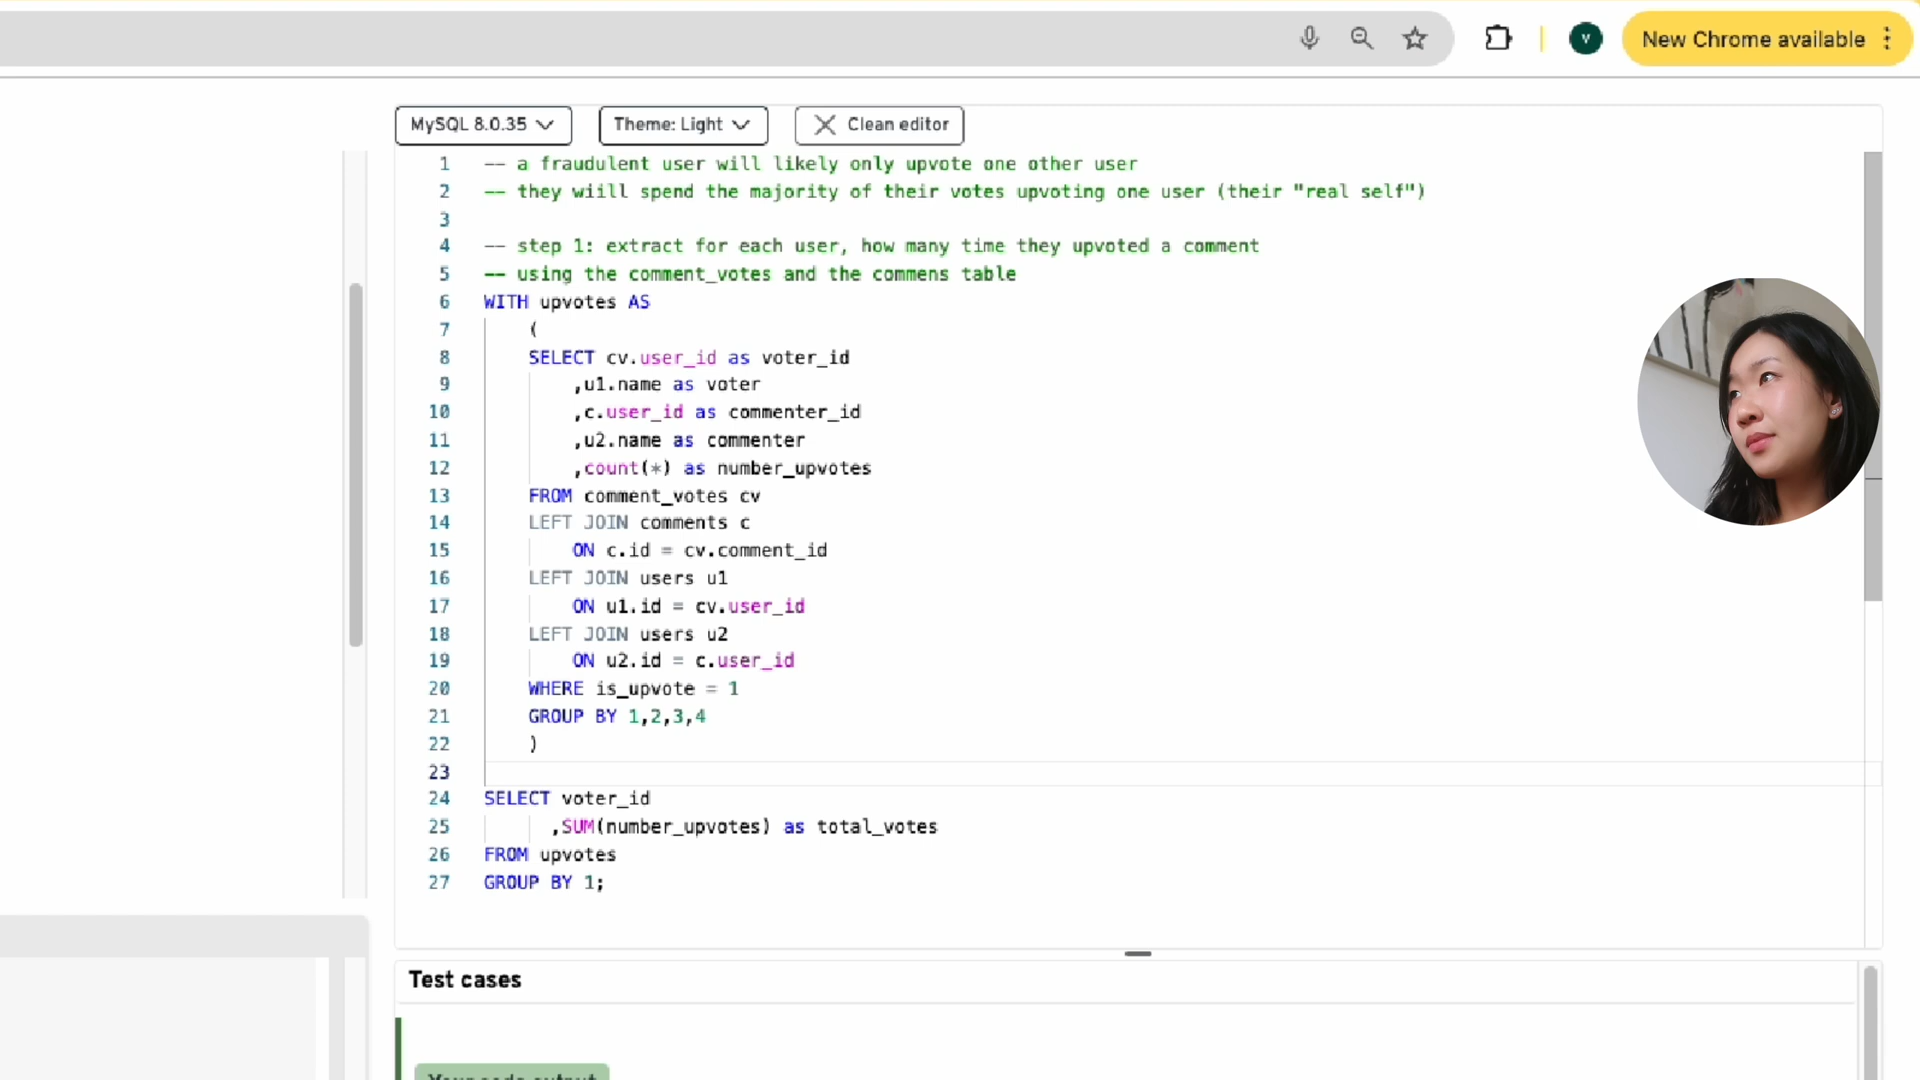 V
New Chrome available
MySQL 8.0.35
Theme: Light
Clean editor
1 -- a fraudulent user will likely only upvote one other user
2 -- they wiill spend the majority of their votes upvoting one user (their "real self")
3
4 -- step 1: extract for each user, how many time they upvoted a comment
5 -- using the comment_votes and the commens table
6 WITH upvotes AS
7 (
8 SELECT cv.user_id as voter_id
9 ,u1.name as voter
10 ,c.user_id as commenter_id
11 ,u2.name as commenter
12 ,count(*) as number_upvotes
13 FROM comment_votes cv
14 LEFT JOIN comments c
15 ON c.id = cv.comment_id
16 LEFT JOIN users u1
17 ON u1.id = cv.user_id
18 LEFT JOIN users u2
19 ON u2.id = c.user_id
20 WHERE is_upvote = 1
21 GROUP BY 1,2,3,4
22 )
23
24 SELECT voter_id
25 ,SUM(number_upvotes) as total_votes
26 FROM upvotes
27 GROUP BY 1;
Test cases
Your code output